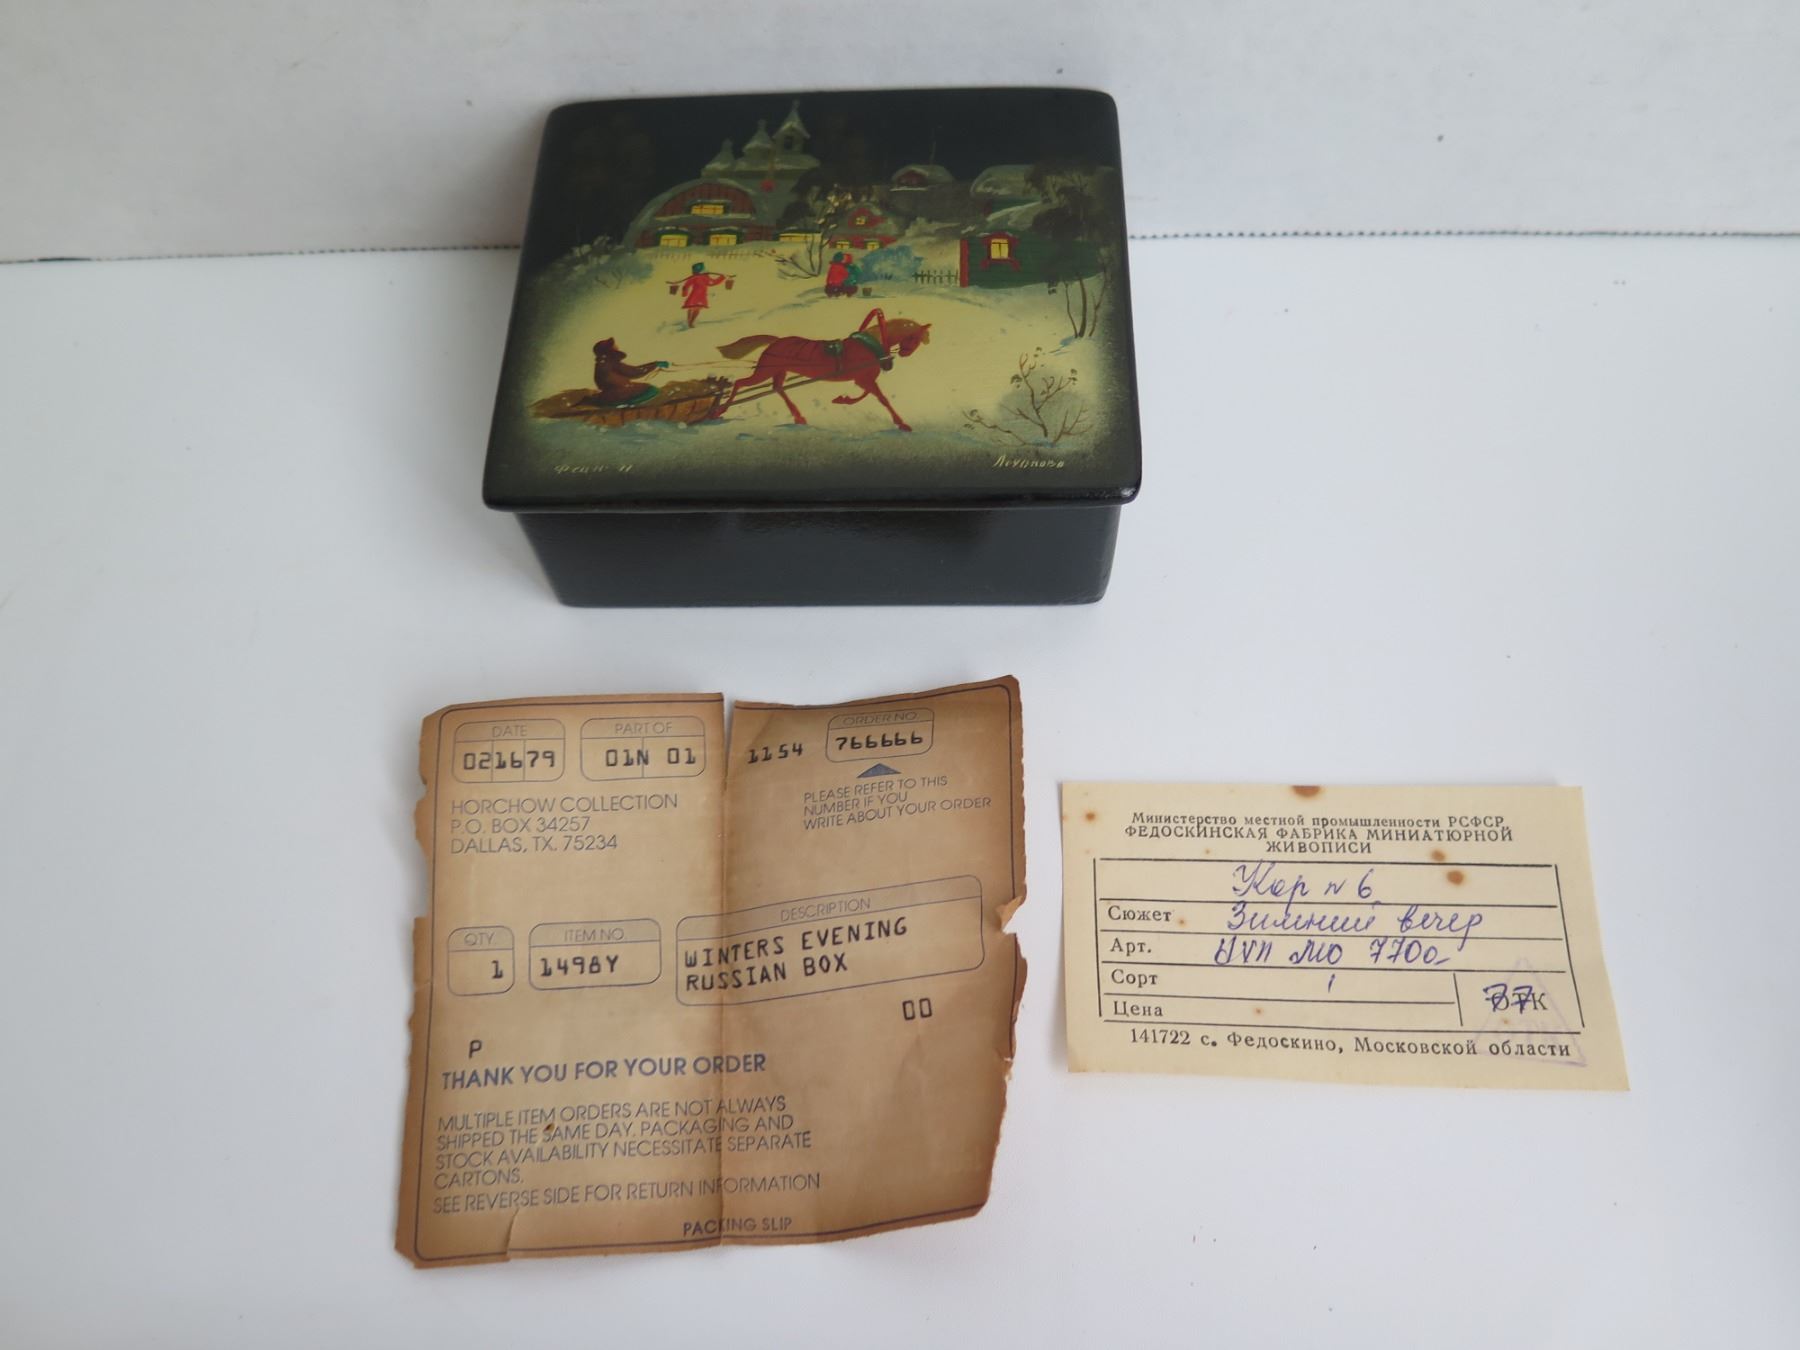 DATE
021679
PART OF
01N 01
1154
ORDER NO.
766666
PLEASE REFER TO THIS
NUMBER IF YOU
WRITE ABOUT YOUR ORDER
HORCHOW COLLECTION
P.O. BOX 34257
DALLAS, TX. 75234
QTY
1
ITEM NO.
1498Y
DESCRIPTION
WINTERS EVENING
RUSSIAN BOX
00
P
THANK YOU FOR YOUR ORDER
MULTIPLE ITEM ORDERS ARE NOT ALWAYS
SHIPPED THE SAME DAY. PACKAGING AND
STOCK AVAILABILITY NECESSITATE SEPARATE
CARTONS.
SEE REVERSE SIDE FOR RETURN INFORMATION
PACKING SLIP
Министерство местной промышленности РСФСР
ФЕДОСКИНСКАЯ ФАБРИКА МИНИАТЮРНОЙ
ЖИВОПИСИ
Кор N 6
Сюжет Зимний вечер
Арт. МО 7700-
Сорт 1
Цена
77
ОТК
141722 с. Федоскино, Московской области